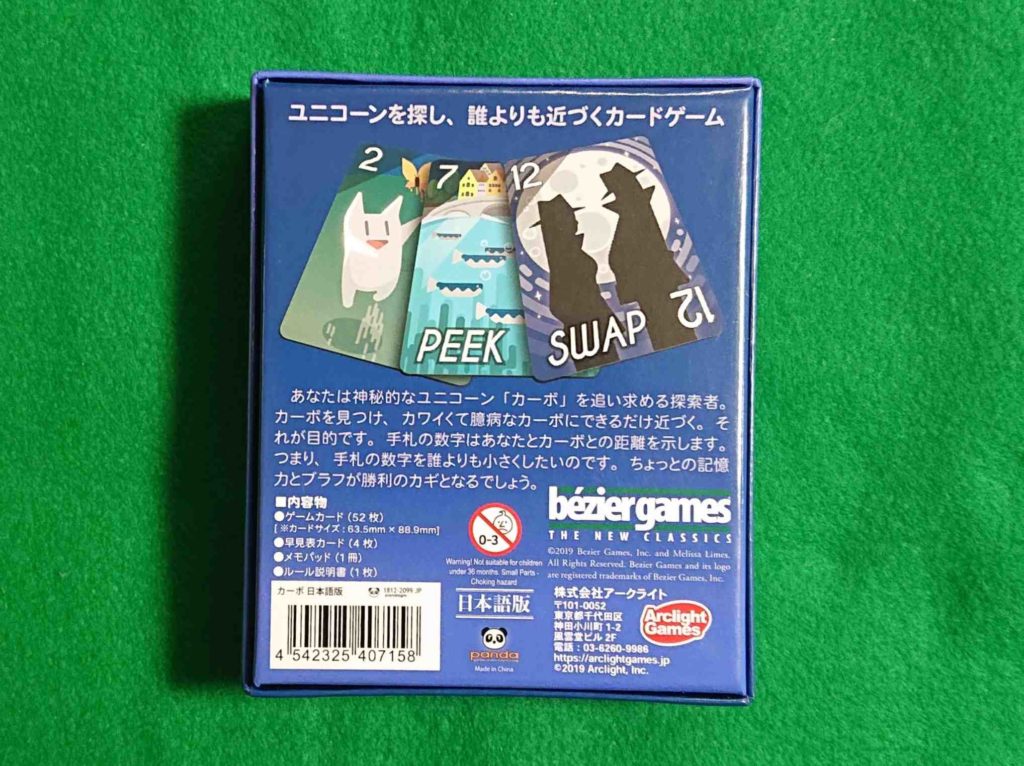 ユニコーンを探し、誰よりも近づくカードゲーム
2
7
12
PEEK
SWAP
12
あなたは神秘的なユニコーン「カーボ」を追い求める探索者。
カーボを見つけ、カワイくて臆病なカーボにできるだけ近づく。そ
れが目的です。手札の数字はあなたとカーボとの距離を示します。
つまり、手札の数字を誰よりも小さくしたいのです。ちょっとの記憶
力とブラフが勝利のカギとなるでしょう。
■内容物
●ゲームカード(52枚)
[※カードサイズ:63.5mm×88.9mm]
●早見表カード(4枚)
●メモパッド(1冊)
●ルール説明書(1枚)
0-3
Warning! Not suitable for children
under 36 months. Small Parts -
Choking hazard
béziergames
THE NEW CLASSICS
©2019 Bezier Games, Inc. and Melissa Limes.
All Rights Reserved. Bezier Games and its logo
are registered trademarks of Bezier Games, Inc.
カーボ 日本語版
1812-2099 JP
4 542325 407158
日本語版
panda
Made in China
株式会社アークライト
〒101-0052
東京都千代田区
神田小川町 1-2
風雲堂ビル 2F
電話:03-6260-9986
https://arclightgames.jp
©2019 Arclight, Inc.
Arclight
Games